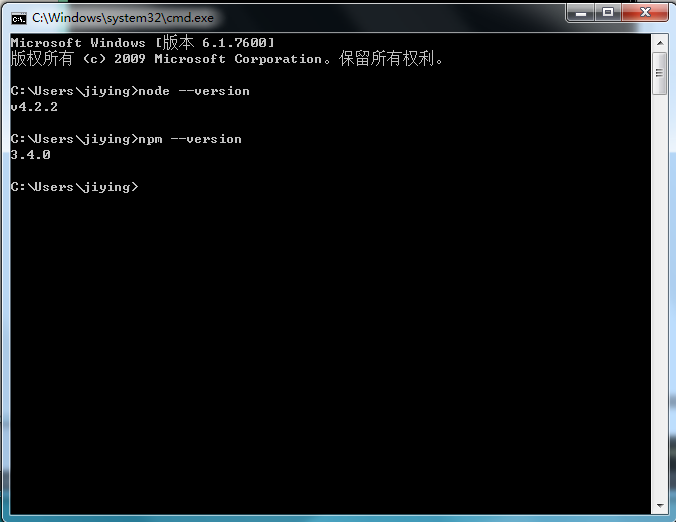 C:\Windows\system32\cmd.exe
Microsoft Windows [版本 6.1.7600]
版权所有 (c) 2009 Microsoft Corporation。保留所有权利。
C:\Users\jiying>node --version
v4.2.2
C:\Users\jiying>npm --version
3.4.0
C:\Users\jiying>